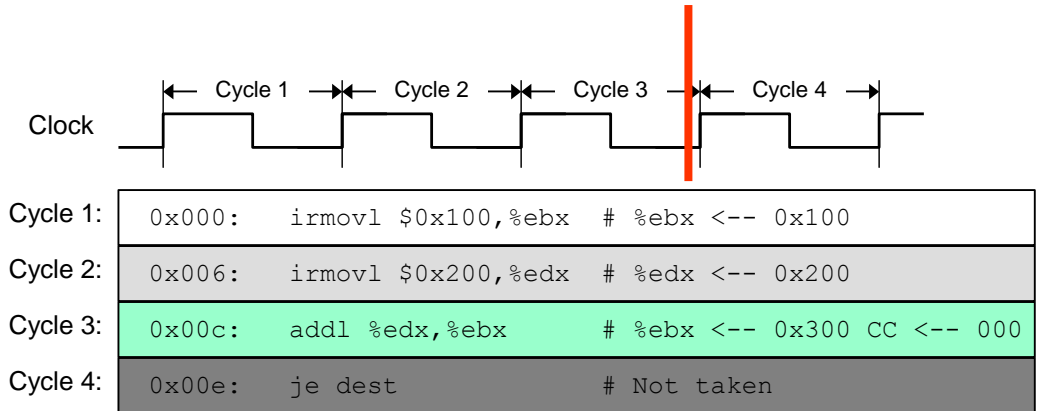 Cycle 1 Cycle 2 Cycle 3 Cycle 4
Clock
Cycle 1: 0x000: irmovl $0x100,%ebx # %ebx <-- 0x100
Cycle 2: 0x006: irmovl $0x200,%edx # %edx <-- 0x200
Cycle 3: 0x00c: addl %edx,%ebx # %ebx <-- 0x300 CC <-- 000
Cycle 4: 0x00e: je dest # Not taken